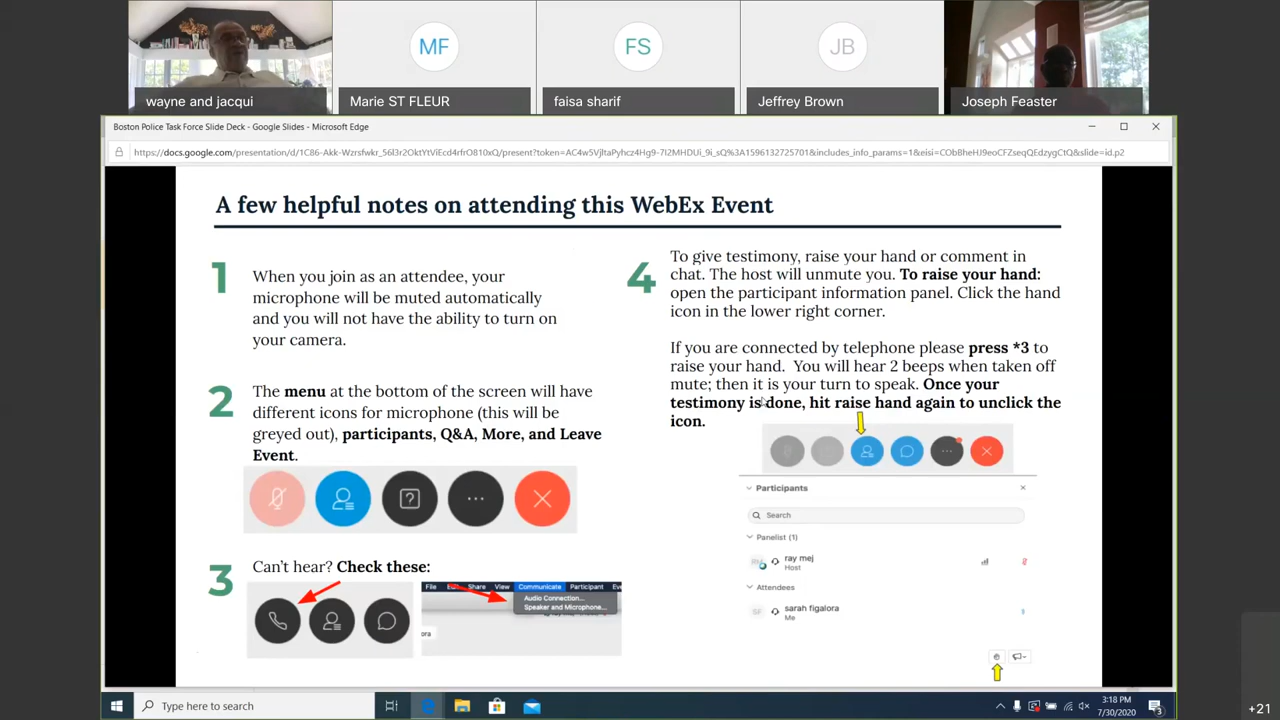 MF
FS
JB
wayne and jacqui
Marie ST FLEUR
faisa sharif
Jeffrey Brown
Joseph Feaster
Boston Police Task Force Slide Deck - Google Slides - Microsoft Edge
A few helpful notes on attending this WebEx Event
1
When you join as an attendee, your
microphone will be muted automatically
and you will not have the ability to turn on
your camera.
2
The menu at the bottom of the screen will have
different icons for microphone (this will be
greyed out), participants, Q&A, More, and Leave
Event.
3
Can't hear? Check these:
File
Share
View
Communicate
Participant
Audio Connection...
Speaker and Microphone...
ora
4
To give testimony, raise your hand or comment in
chat. The host will unmute you. To raise your hand:
open the participant information panel. Click the hand
icon in the lower right corner.
If you are connected by telephone please press *3 to
raise your hand. You will hear 2 beeps when taken off
mute; then it is your turn to speak. Once your
testimony is done, hit raise hand again to unclick the
icon.
Participants
Search
Panelist (1)
RM
ray mej
Host
Attendees
SF
sarah figalora
Me
Type here to search
3:18 PM
7/30/2020
3
+21